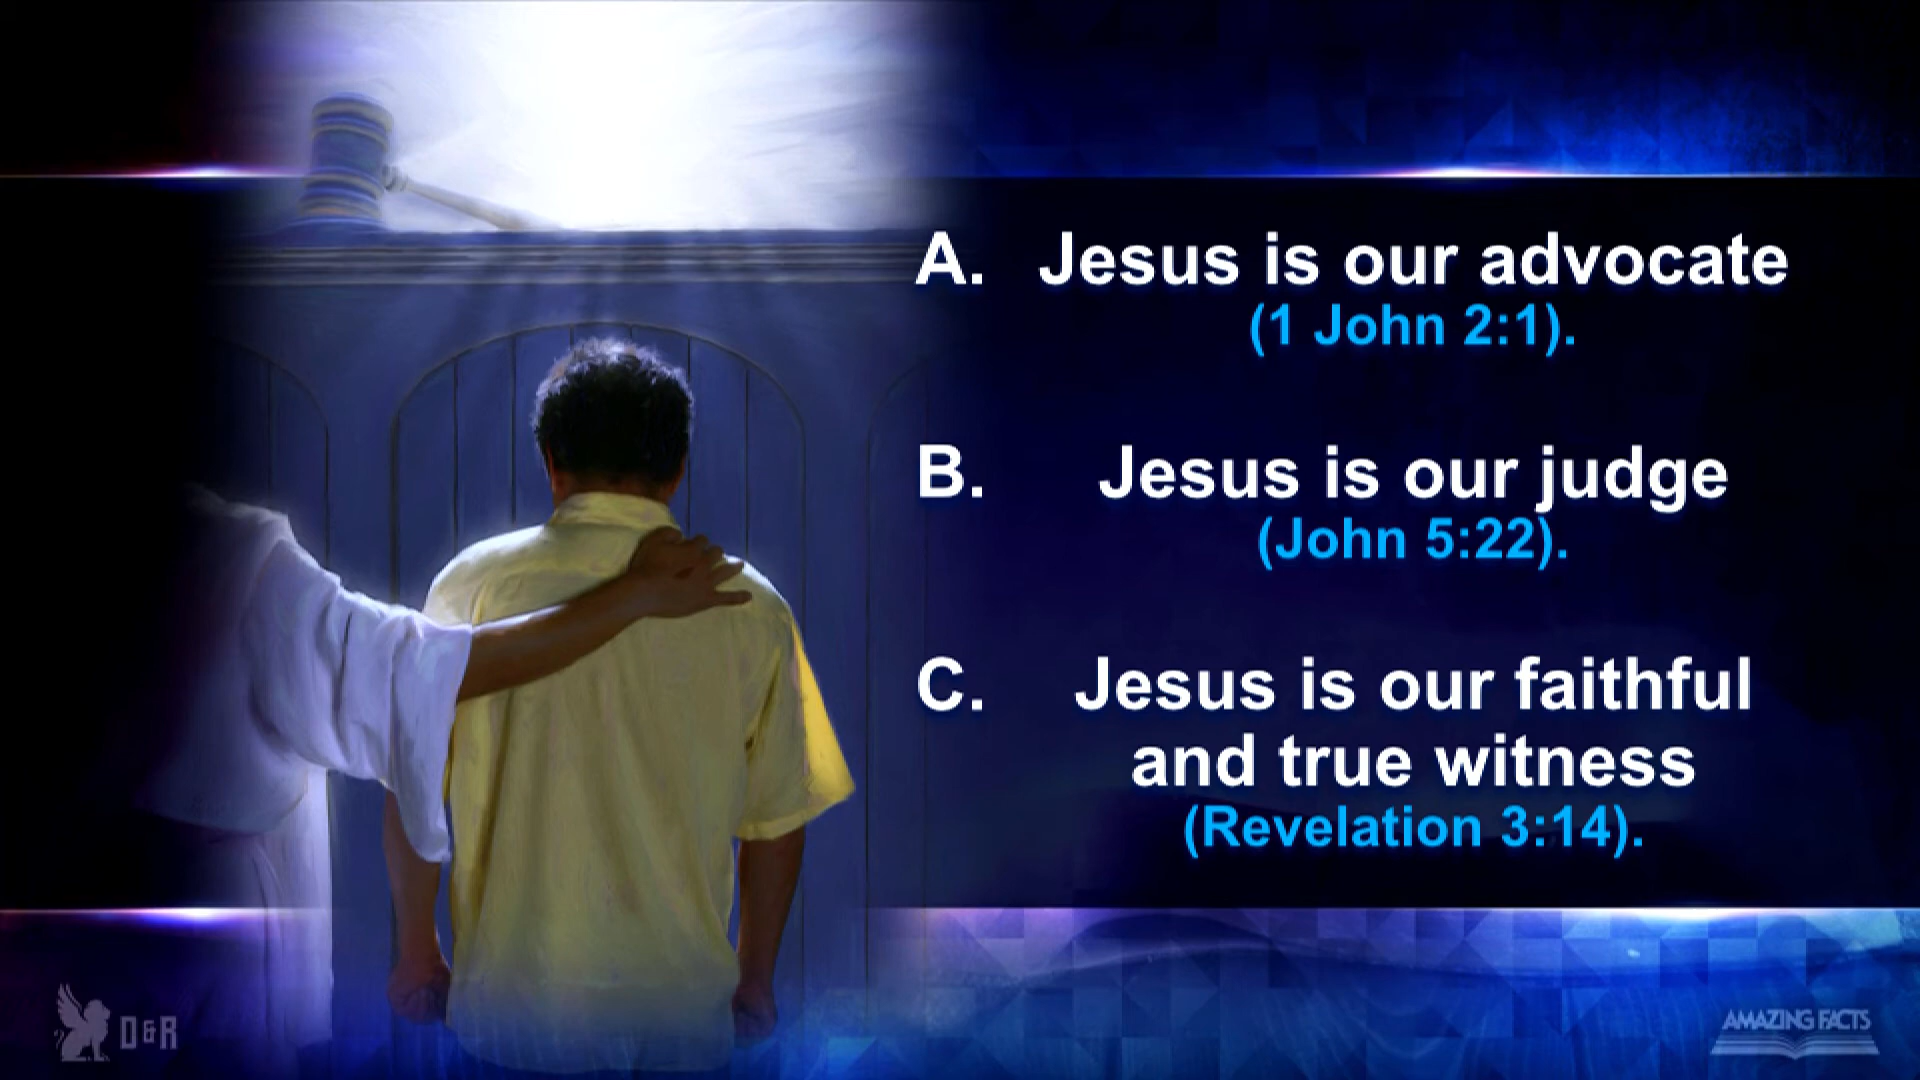 A. Jesus is our advocate
(1 John 2:1).
B. Jesus is our judge
(John 5:22).
C. Jesus is our faithful
and true witness
(Revelation 3:14).
D&R
AMAZING FACTS